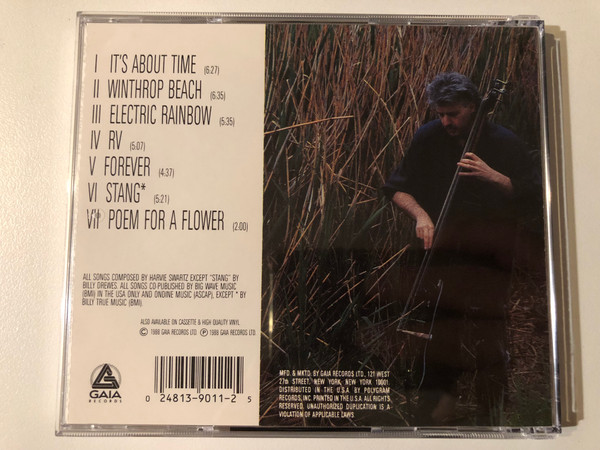 I IT'S ABOUT TIME (6:27)
II WINTHROP BEACH (6:35)
III ELECTRIC RAINBOW (5:35)
IV RV (5:07)
V FOREVER (4:37)
VI STANG* (5:21)
VII POEM FOR A FLOWER (2:00)
ALL SONGS COMPOSED BY HARVIE SWARTZ EXCEPT "STANG" BY
BILLY DREWES. ALL SONGS CO-PUBLISHED BY BIG WAVE MUSIC
(BMI) IN THE USA ONLY AND ONDINE MUSIC (ASCAP), EXCEPT * BY
BILLY TRUE MUSIC (BMI).
ALSO AVAILABLE ON CASSETTE & HIGH QUALITY VINYL
© 1988 GAIA RECORDS LTD. ℗ 1988 GAIA RECORDS LTD.
GAIA
RECORDS
0 24813-9011-2 5
MFD. & MKTD. BY GAIA RECORDS LTD., 121 WEST
27th STREET, NEW YORK, NEW YORK 10001.
DISTRIBUTED IN THE U.S.A. BY POLYGRAM
RECORDS, INC. PRINTED IN THE U.S.A. ALL RIGHTS
RESERVED. UNAUTHORIZED DUPLICATION IS A
VIOLATION OF APPLICABLE LAWS.